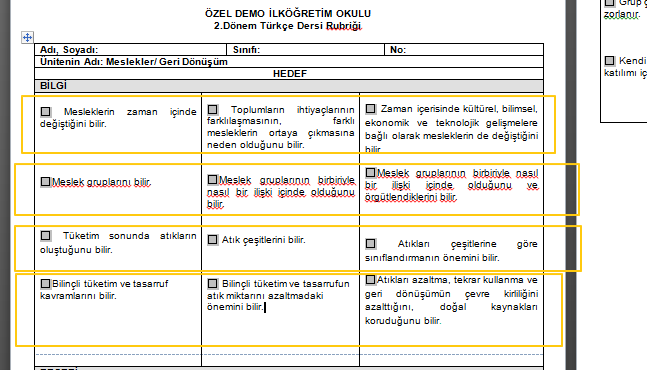 ÖZEL DEMO İLKÖĞRETİM OKULU
2.Dönem Türkçe Dersi Rubriği
Adı, Soyadı: Sınıfı: No:
Ünitenin Adı: Meslekler/ Geri Dönüşüm
HEDEF
BİLGİ
Mesleklerin zaman içinde
değiştiğini bilir.
Toplumların ihtiyaçlarının
farklılaşmasının, farklı
mesleklerin ortaya çıkmasına
neden olduğunu bilir.
Zaman içerisinde kültürel, bilimsel,
ekonomik ve teknolojik gelişmelere
bağlı olarak mesleklerin de değiştiğini
bilir.
Meslek gruplarını bilir.
Meslek gruplarının birbiriyle
nasıl bir ilişki içinde olduğunu
bilir.
Meslek gruplarının birbiriyle nasıl
bir ilişki içinde olduğunu ve
örgütlendiklerini bilir.
Tüketim sonunda atıkların
oluştuğunu bilir.
Atık çeşitlerini bilir.
Atıkları çeşitlerine göre
sınıflandırmanın önemini bilir.
Bilinçli tüketim ve tasarruf
kavramlarını bilir.
Bilinçli tüketim ve tasarrufun
atık miktarını azaltmadaki
önemini bilir.
Atıkları azaltma, tekrar kullanma ve
geri dönüşümün çevre kirliliğini
azalttığını, doğal kaynakları
koruduğunu bilir.
Grup
zorlanır.
Kendi
katılımı iç